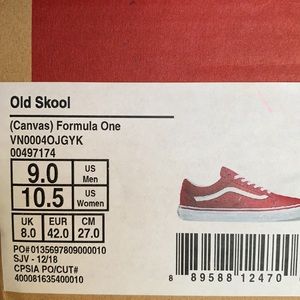 Old Skool
(Canvas) Formula One
VN0004OJGYK
00497174
9.0 US Men
10.5 US Women
UK 8.0 EUR 42.0 CM 27.0
PO#0135697809000010
SJV - 12/18
CPSIA PO/CUT#
400081635400010
8 89588 12470